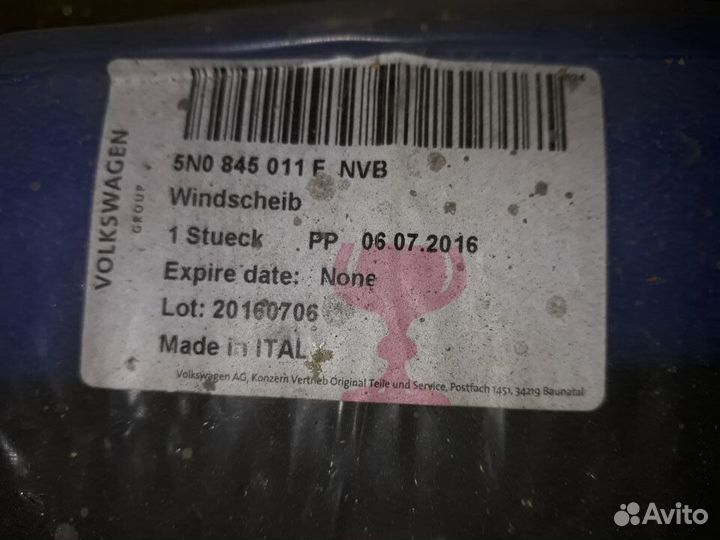 5N0 845 011 F NVB
Windscheib
1 Stueck PP 06.07.2016
Expire date: None
Lot: 20160706
Made in ITAL
Volkswagen AG, Konzern Vertrieb Original Teile und Service, Postfach 1451, 34219 Baunatal
VOLKSWAGEN
GROUP
Avito